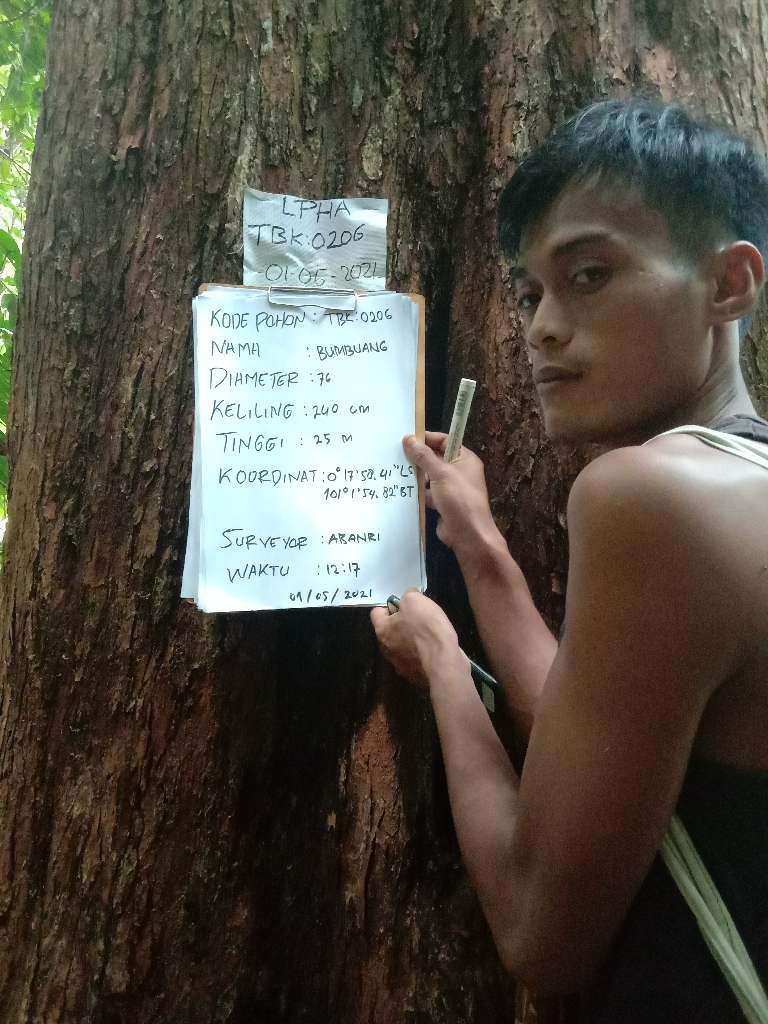 LPHA
TBK:0206
01-05-2021
KODE POHON : TBK:0206
NAMA : BUMBUANG
DIAMETER : 76
KELILING : 240 cm
TINGGI : 25 M
KOORDINAT : 0°17'58.41"LS
101°1'54.82"BT
SURVEYOR : ABANRI
WAKTU : 12:17
01/05/2021